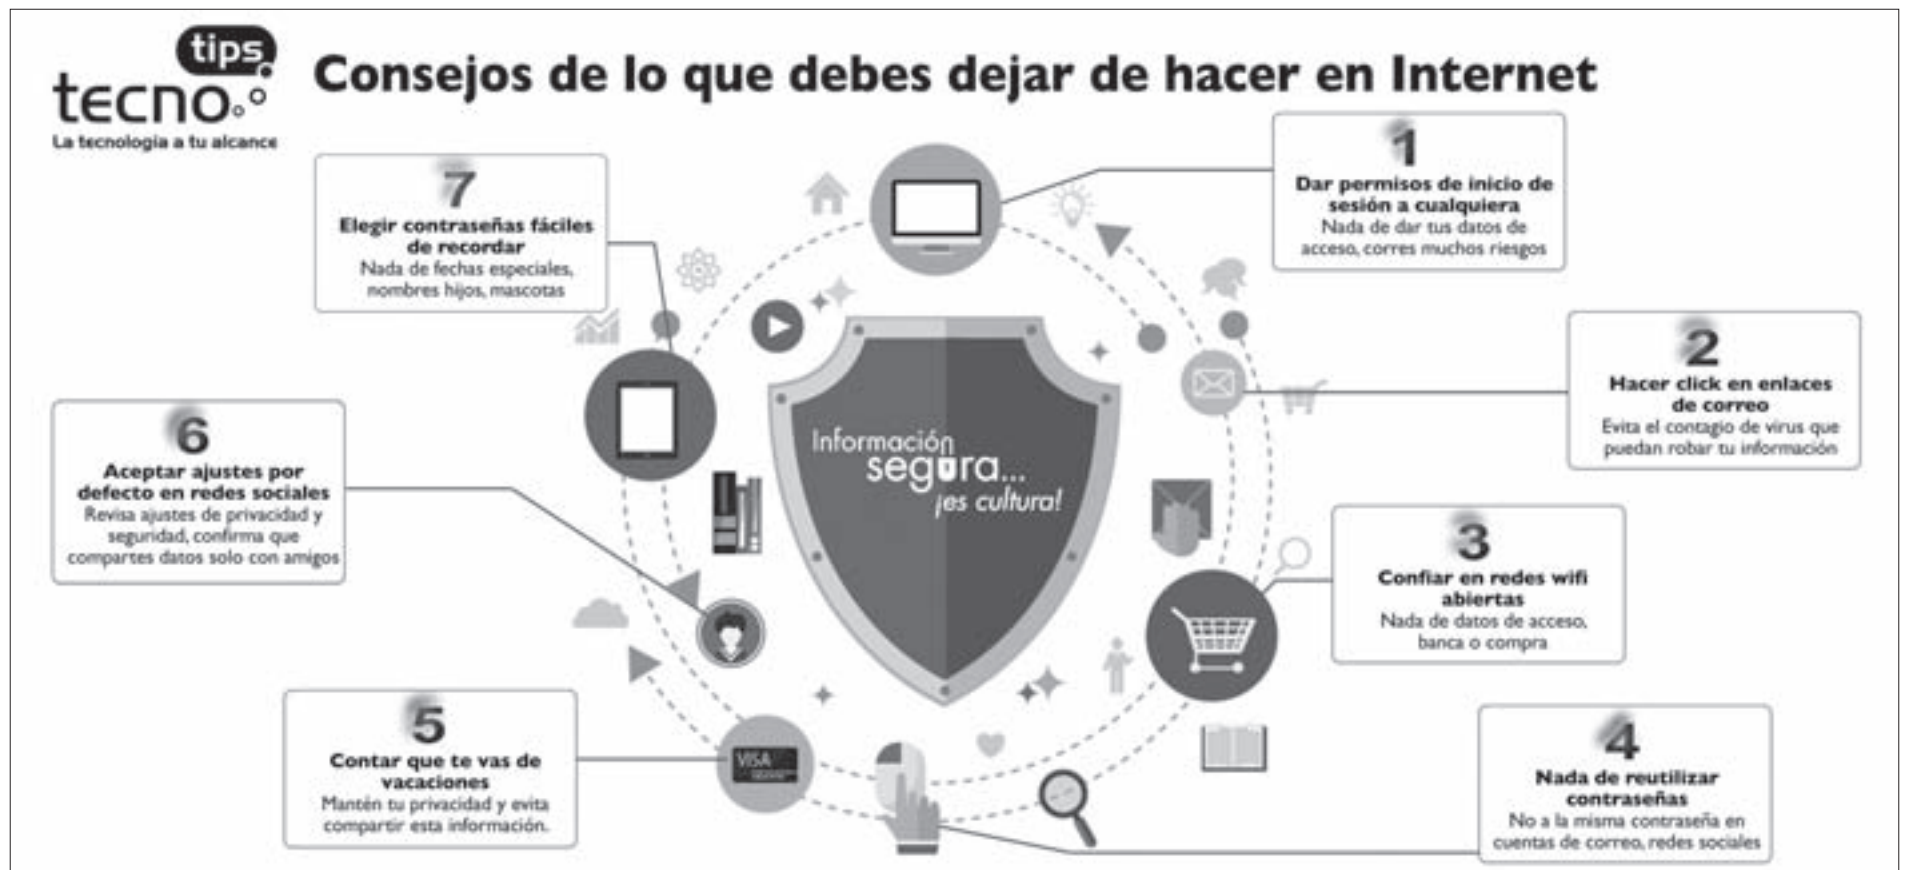 tips
tecno
La tecnología a tu alcance
Consejos de lo que debes dejar de hacer en Internet
1
Dar permisos de inicio de
sesión a cualquiera
Nada de dar tus datos de
acceso, corres muchos riesgos
2
Hacer click en enlaces
de correo
Evita el contagio de virus que
puedan robar tu información
3
Confiar en redes wifi
abiertas
Nada de datos de acceso,
banca o compra
4
Nada de reutilizar
contraseñas
No a la misma contraseña en
cuentas de correo, redes sociales
5
Contar que te vas de
vacaciones
Mantén tu privacidad y evita
compartir esta información.
6
Aceptar ajustes por
defecto en redes sociales
Revisa ajustes de privacidad y
seguridad, confirma que
compartes datos solo con amigos
7
Elegir contraseñas fáciles
de recordar
Nada de fechas especiales,
nombres hijos, mascotas
Información
segura...
¡es cultura!
VISA